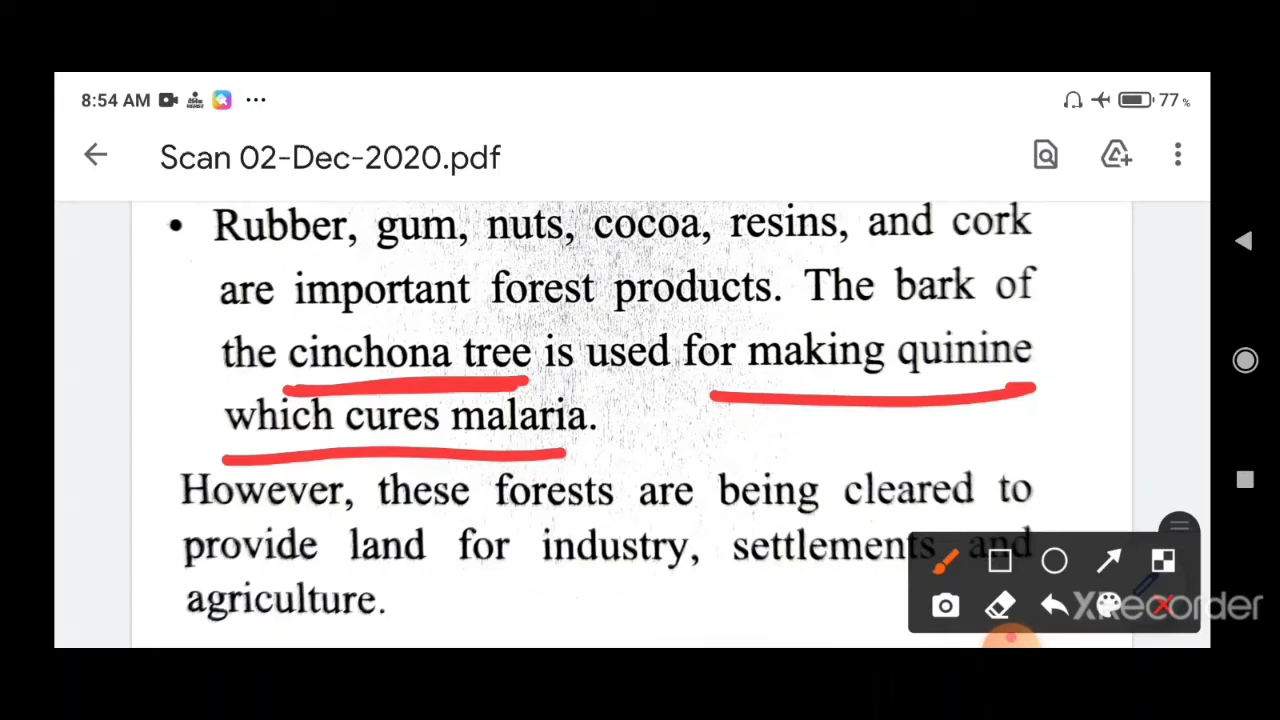 8:54 AM ... 77%
Scan 02-Dec-2020.pdf
• Rubber, gum, nuts, cocoa, resins, and cork
are important forest products. The bark of
the cinchona tree is used for making quinine
which cures malaria.
However, these forests are being cleared to
provide land for industry, settlements and
agriculture.
XRecorder